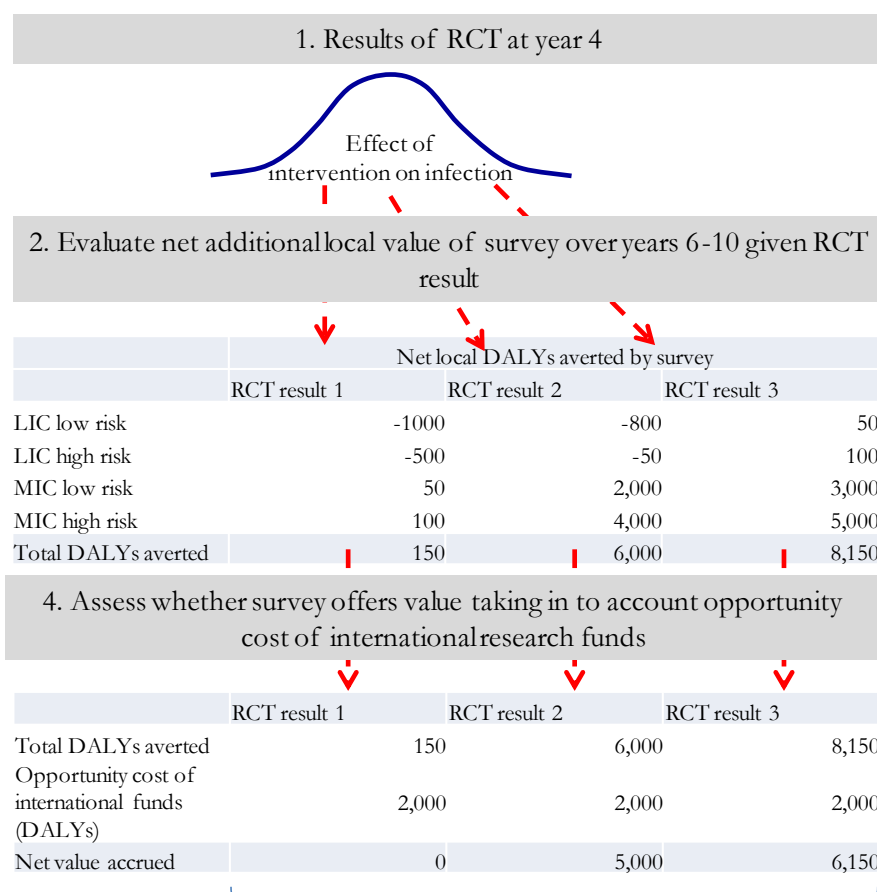 1. Results of RCT at year 4
Effect of
intervention on infection
2. Evaluate net additional local value of survey over years 6-10 given RCT
result
Net local DALYs averted by survey
RCT result 1 RCT result 2 RCT result 3
LIC low risk -1000 -800 50
LIC high risk -500 -50 100
MIC low risk 50 2,000 3,000
MIC high risk 100 4,000 5,000
Total DALYs averted 150 6,000 8,150
4. Assess whether survey offers value taking in to account opportunity
cost of international research funds
RCT result 1 RCT result 2 RCT result 3
Total DALYs averted 150 6,000 8,150
Opportunity cost of
international funds 2,000 2,000 2,000
(DALYs)
Net value accrued 0 5,000 6,150